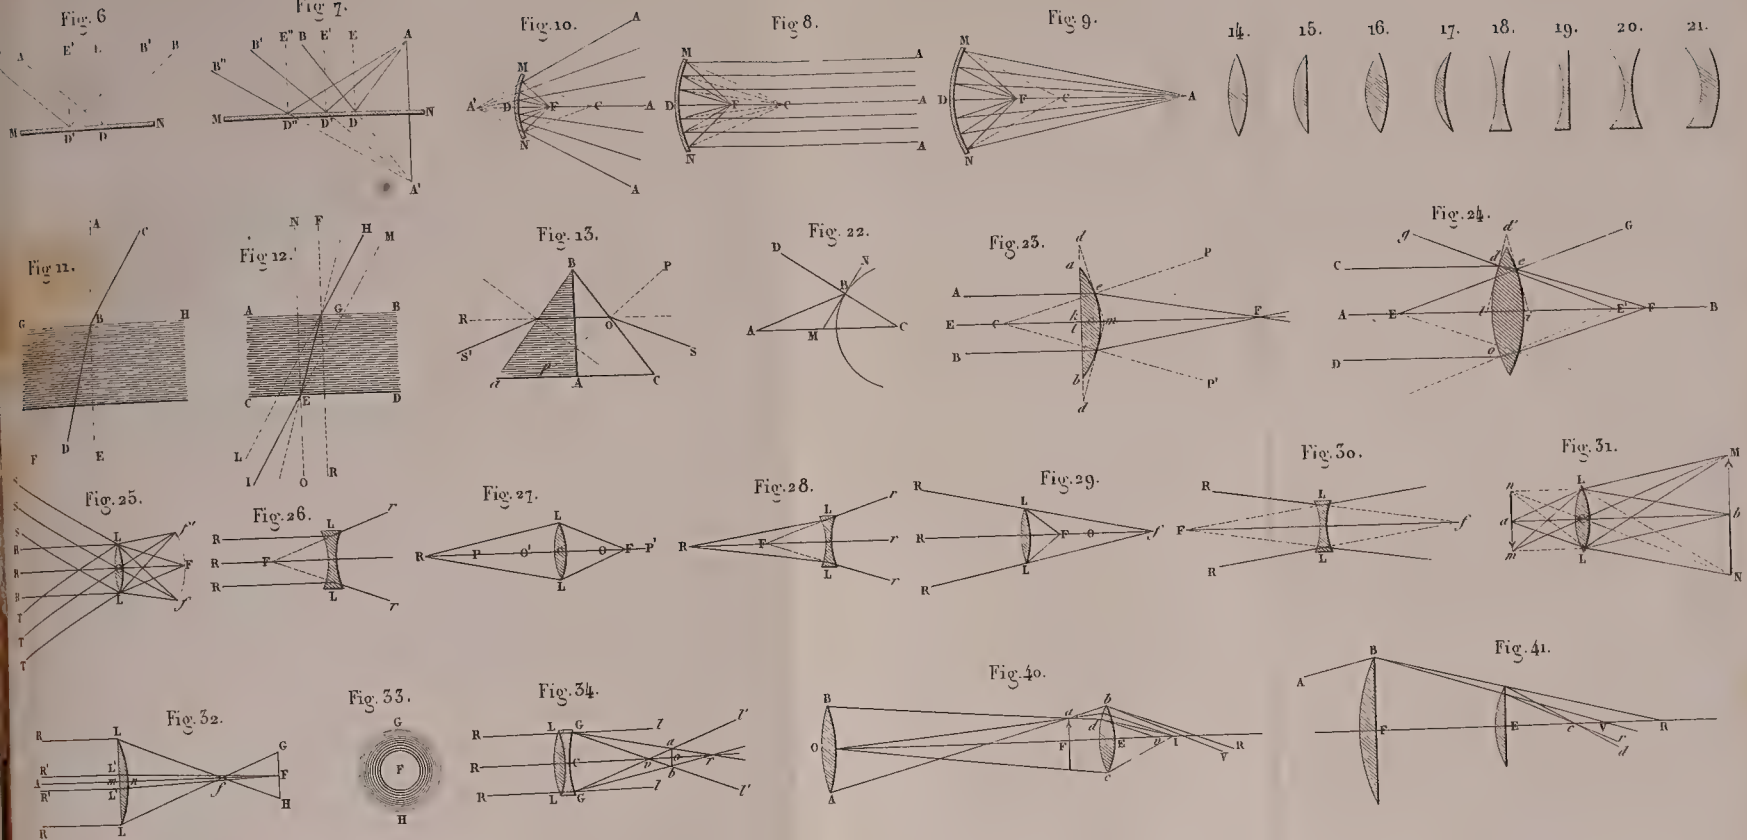 Fig. 6
Fig 7.
Fig. 10.
Fig 8.
Fig. 9.
14. 15. 16. 17. 18. 19. 20. 21.
A E' L B' B
M D' D N
B" B' E" B E' E A
M D" D' D N
A'
A
M
A' D F C A
N
A
M A
D F C A
N A
M
D F C A
N
Fig 11.
Fig 12.
Fig. 13.
Fig. 22.
Fig. 23.
Fig. 24.
A C
G B H
F D E
N F H M
A G B
C E D
L I O R
B P
R O
S' S
a p A C
D N
B
A M C
d P
a e
A
E C k l m F
B
b d P'
g d' G
C d e
A E l i E' F B
D o
Fig. 25.
Fig. 26.
Fig. 27.
Fig. 28.
Fig. 29.
Fig. 30.
Fig. 31.
S
S
S L f"
R
R F
R L f
T
T
T
R L r
R F
R L r
L
R P O' C O F P'
L
L r
R F r
L r
R L
R F O f
R L
R L
F f
R L
n L M
a b
m L N
Fig. 32.
Fig. 33.
Fig. 34.
Fig. 40.
Fig. 41.
R L G
R' L'
A m n f F
R' L' H
R L
G
F
H
R L G l l'
a
R C v o r
b
R L G l l'
B a b
d
O F E o I R
V
A c
B
A
F E c V R
r
d